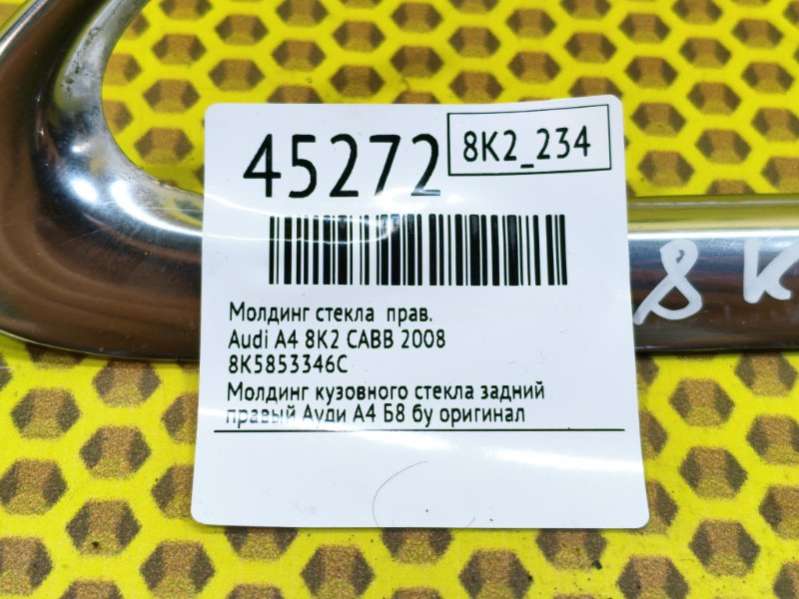 45272
8K2_234
Молдинг стекла прав.
Audi A4 8K2 CABB 2008
8K5853346C
Молдинг кузовного стекла задний
правый Ауди А4 Б8 бу оригинал
8 K